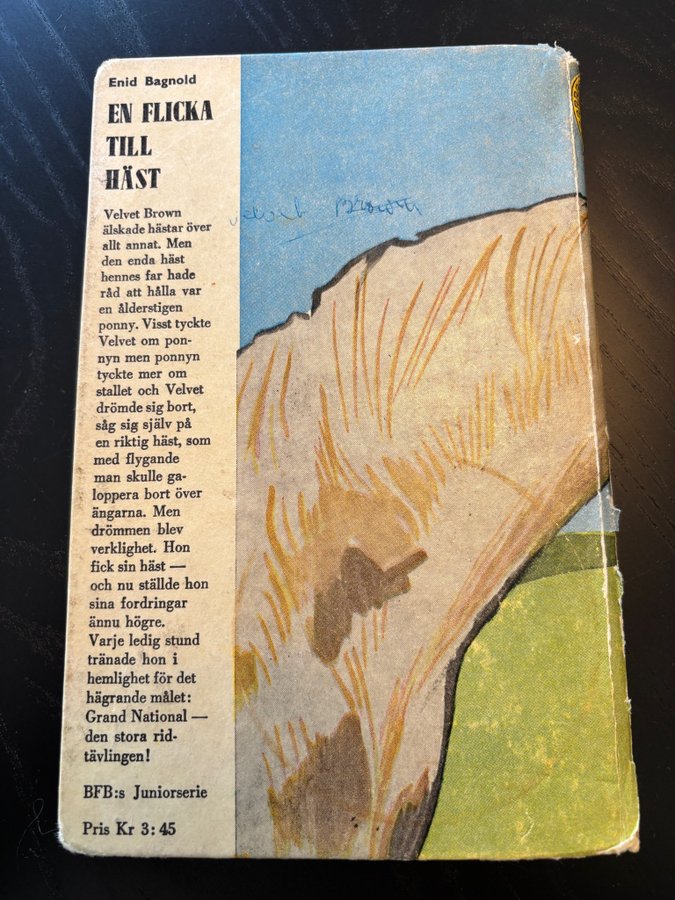 Enid Bagnold
EN FLICKA
TILL
HÄST
Velvet Brown
älskade hästar över
allt annat. Men
den enda häst
hennes far hade
råd att hålla var
en ålderstigen
ponny. Visst tyckte
Velvet om pon-
nyn men ponnyn
tyckte mer om
stallet och Velvet
drömde sig bort,
såg sig själv på
en riktig häst, som
med flygande
man skulle ga-
loppera bort över
ängarna. Men
drömmen blev
verklighet. Hon
fick sin häst —
och nu ställde hon
sina fordringar
ännu högre.
Varje ledig stund
tränade hon i
hemlighet för det
hägrande målet:
Grand National —
den stora rid-
tävlingen!
BFB:s Juniorserie
Pris Kr 3:45
Velvet Brown